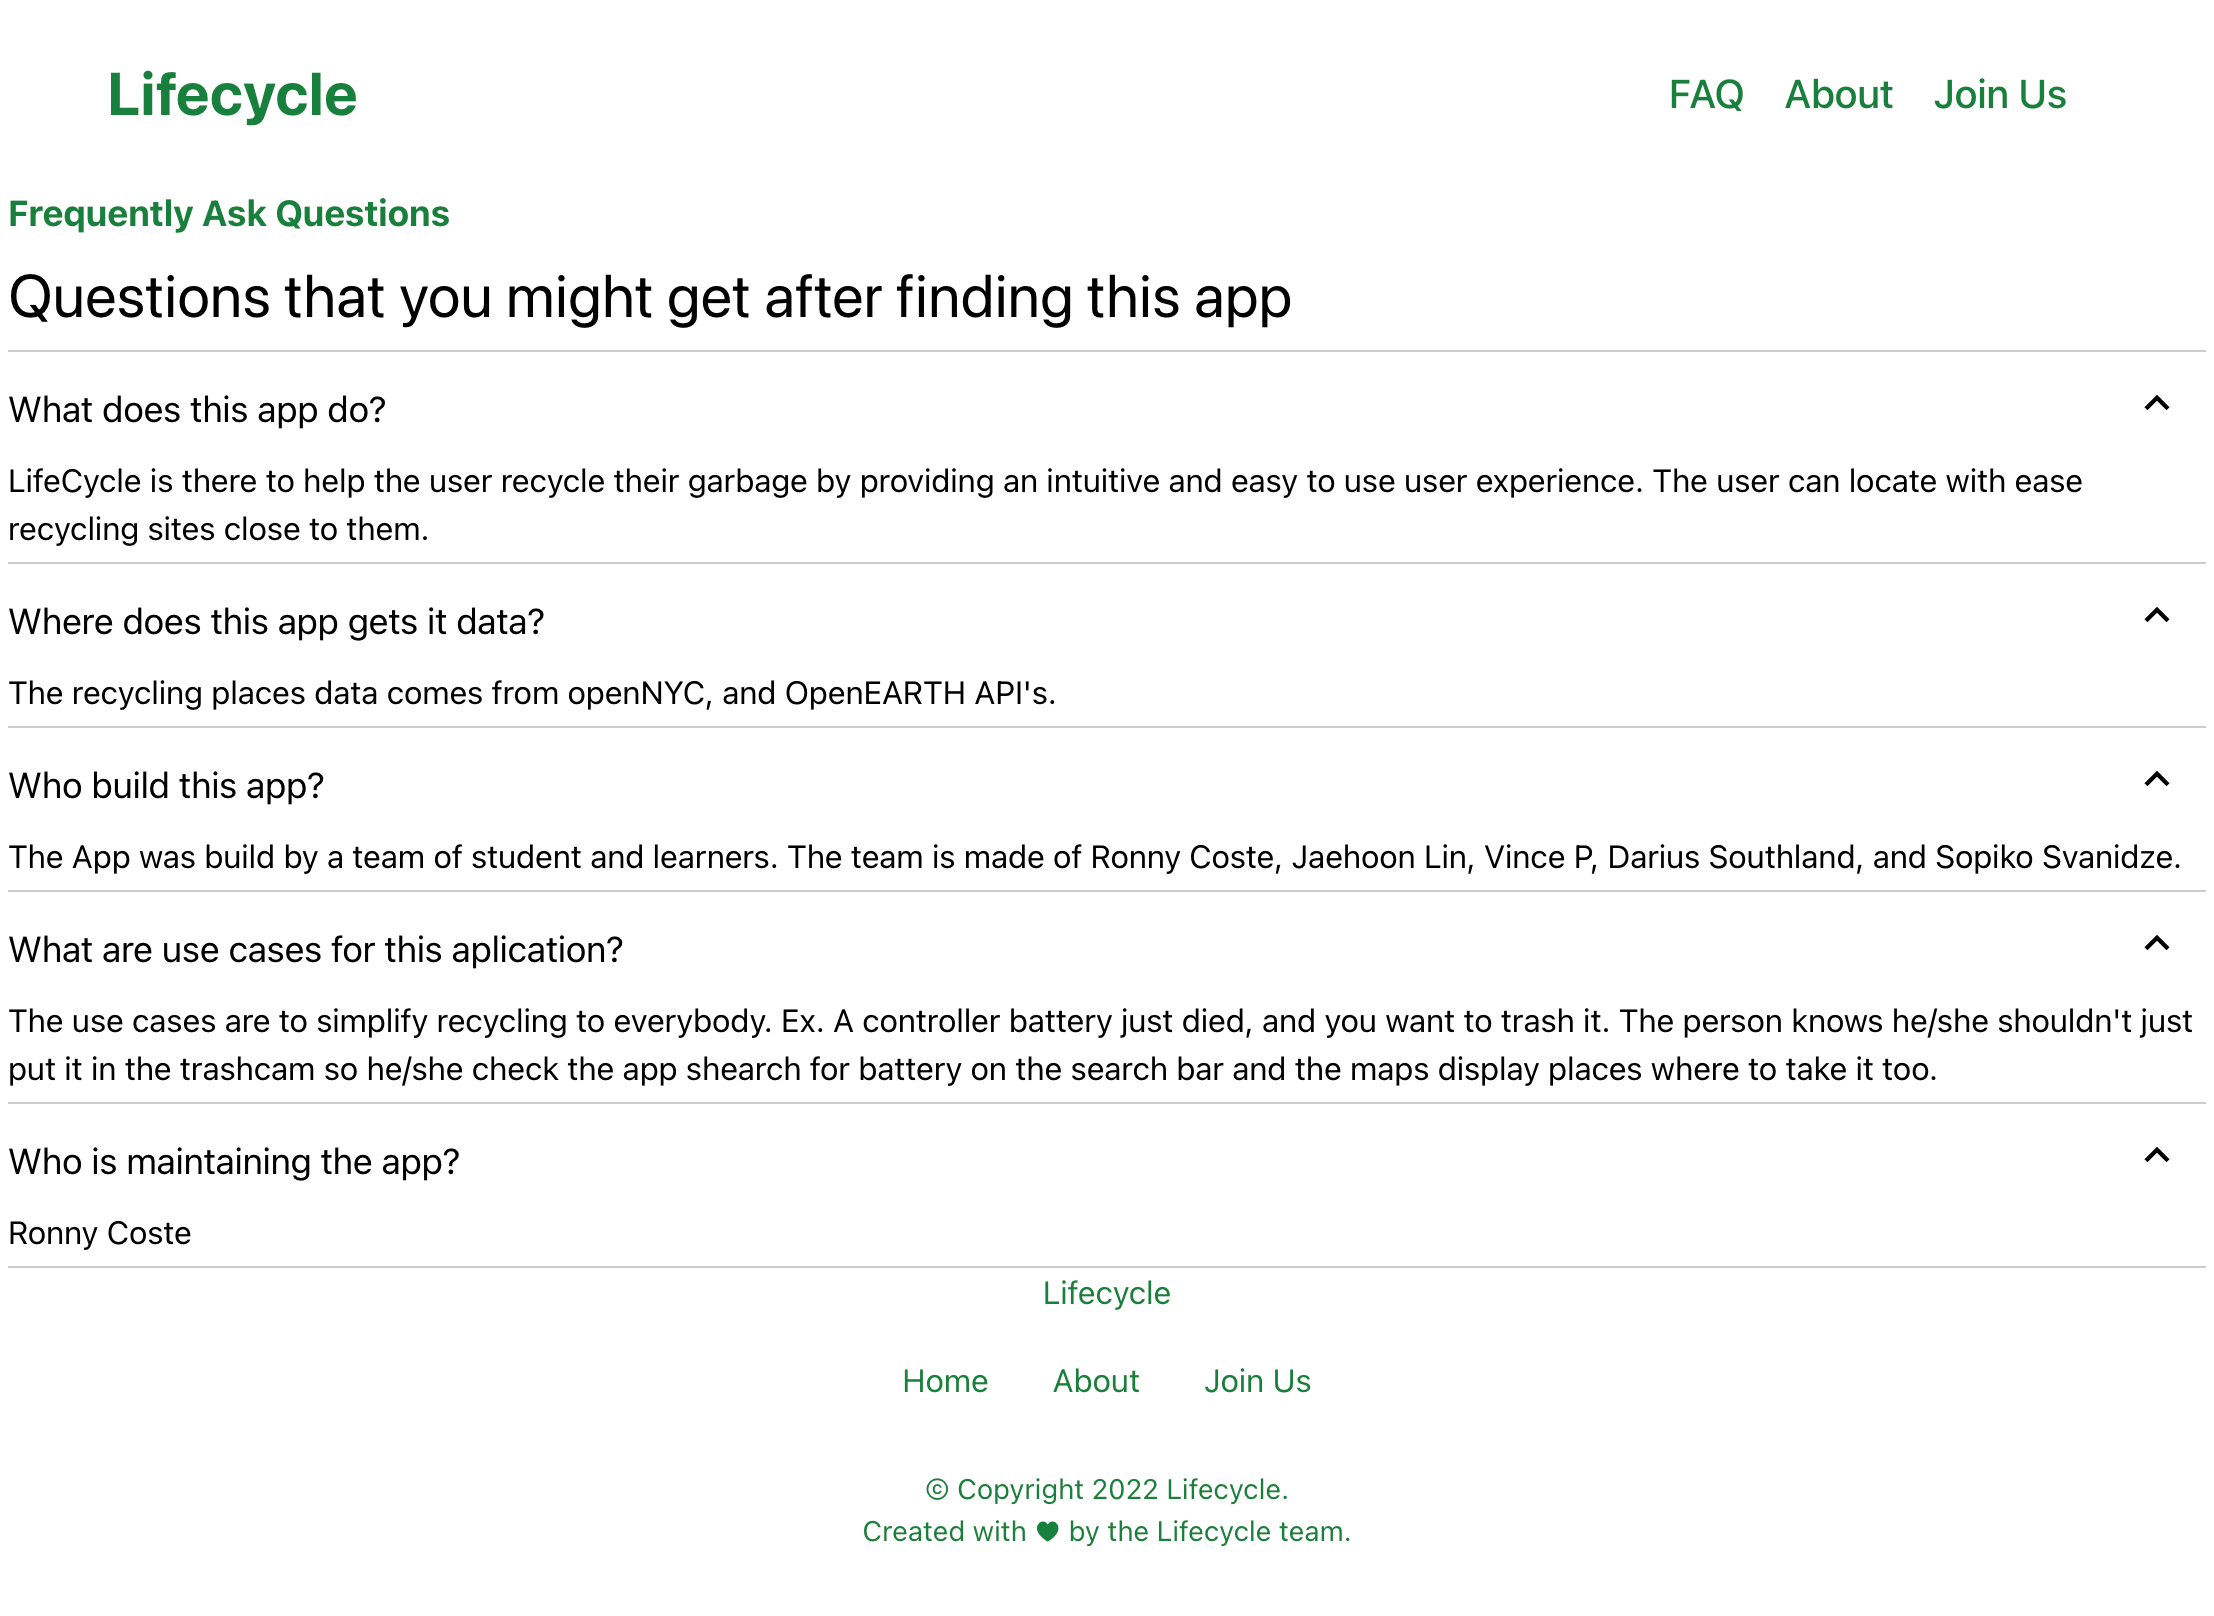 Lifecycle
FAQ About Join Us
Frequently Ask Questions
Questions that you might get after finding this app
What does this app do?
LifeCycle is there to help the user recycle their garbage by providing an intuitive and easy to use user experience. The user can locate with ease
recycling sites close to them.
Where does this app gets it data?
The recycling places data comes from openNYC, and OpenEARTH API's.
Who build this app?
The App was build by a team of student and learners. The team is made of Ronny Coste, Jaehoon Lin, Vince P, Darius Southland, and Sopiko Svanidze.
What are use cases for this aplication?
The use cases are to simplify recycling to everybody. Ex. A controller battery just died, and you want to trash it. The person knows he/she shouldn't just
put it in the trashcam so he/she check the app shearch for battery on the search bar and the maps display places where to take it too.
Who is maintaining the app?
Ronny Coste
Lifecycle
Home About Join Us
© Copyright 2022 Lifecycle.
Created with ♥ by the Lifecycle team.